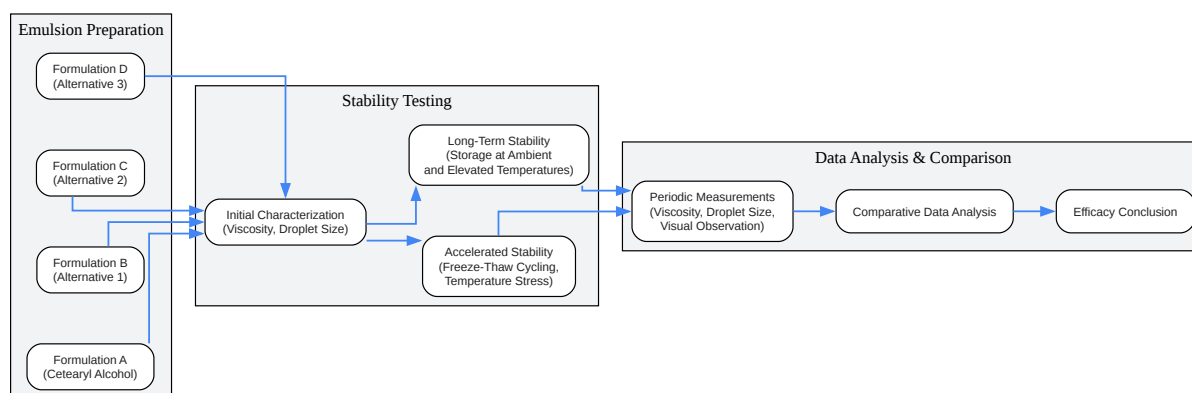 Emulsion Preparation
Formulation D
(Alternative 3)
Formulation C
(Alternative 2)
Formulation B
(Alternative 1)
Formulation A
(Cetearyl Alcohol)
Stability Testing
Initial Characterization
(Viscosity, Droplet Size)
Long-Term Stability
(Storage at Ambient
and Elevated Temperatures)
Accelerated Stability
(Freeze-Thaw Cycling,
Temperature Stress)
Data Analysis & Comparison
Periodic Measurements
(Viscosity, Droplet Size,
Visual Observation)
Comparative Data Analysis
Efficacy Conclusion